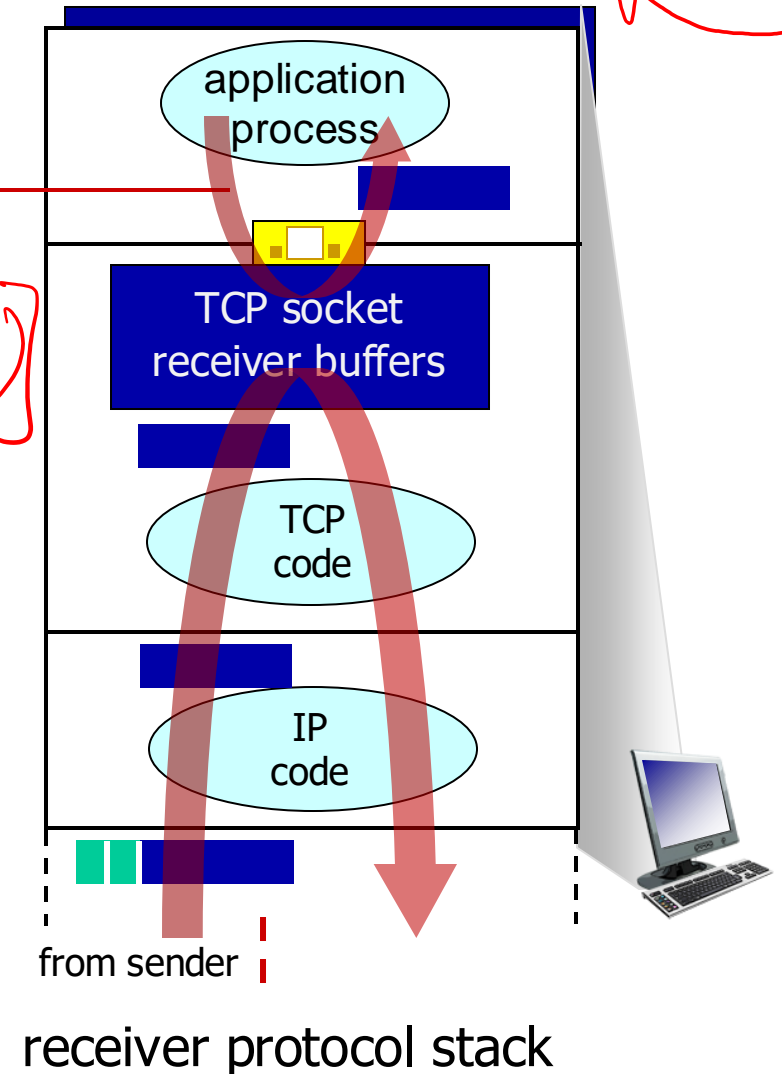 application
process
TCP socket
receiver buffers
TCP
code
IP
code
from sender
receiver protocol stack